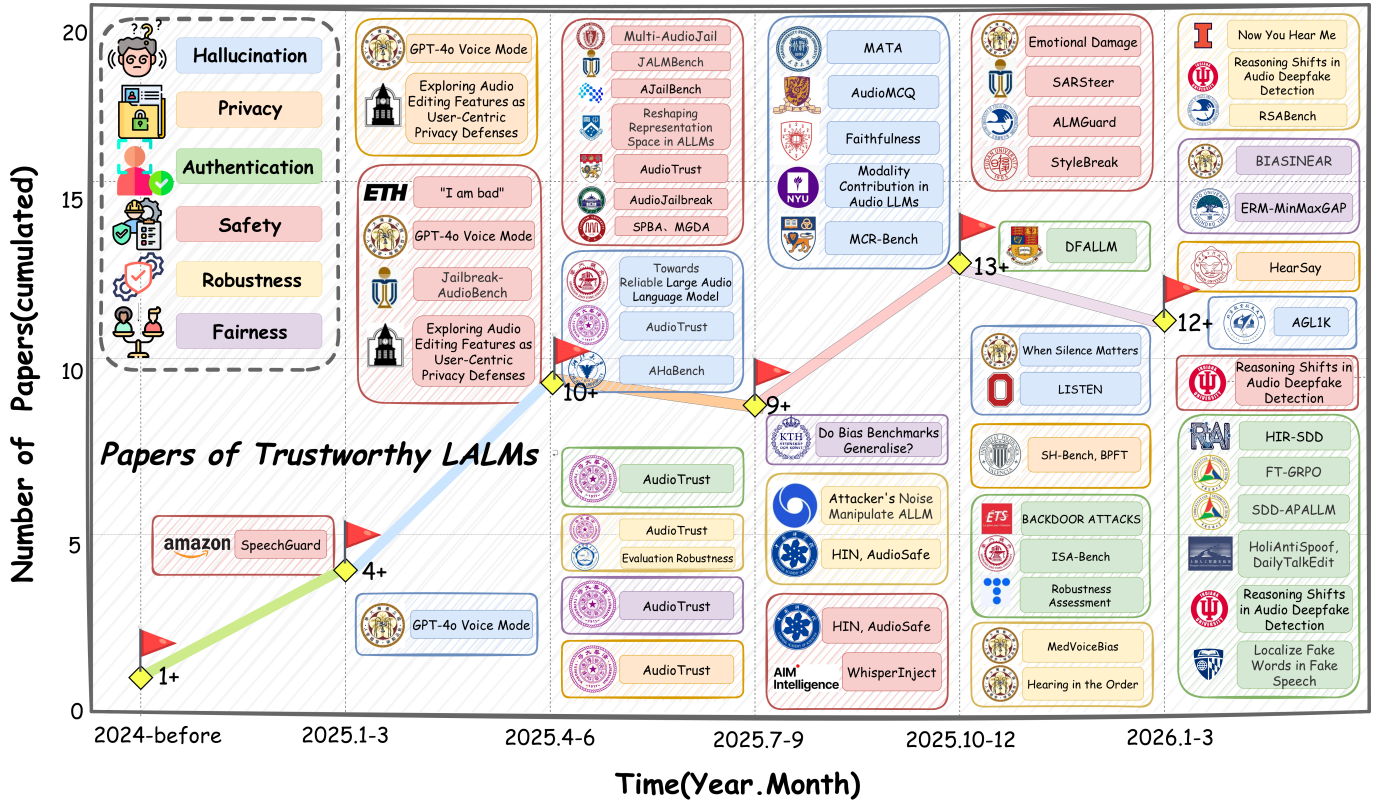 Number of Papers(cumulated)
20
15
10
5
0
Hallucination
Privacy
Authentication
Safety
Robustness
Fairness
Papers of Trustworthy LALMs
amazon
SpeechGuard
1+
4+
10+
9+
13+
12+
GPT-4o Voice Mode
Exploring Audio
Editing Features as
User-Centric
Privacy Defenses
ETH
"I am bad"
GPT-4o Voice Mode
Jailbreak-
AudioBench
Exploring Audio
Editing Features as
User-Centric
Privacy Defenses
GPT-4o Voice Mode
Multi-AudioJail
JALMBench
AJailBench
Reshaping
Representation
Space in ALLMs
AudioTrust
AudioJailbreak
SPBA、MGDA
Towards
Reliable Large Audio
Language Model
AudioTrust
AHaBench
AudioTrust
AudioTrust
Evaluation Robustness
AudioTrust
AudioTrust
MATA
AudioMCQ
Faithfulness
NYU
Modality
Contribution in
Audio LLMs
MCR-Bench
KTH
Do Bias Benchmarks
Generalise?
Attacker's Noise
Manipulate ALLM
HIN, AudioSafe
HIN, AudioSafe
AIM
Intelligence
WhisperInject
Emotional Damage
SARSteer
ALMGuard
StyleBreak
DFALLM
When Silence Matters
LISTEN
SH-Bench, BPFT
ÉTS
BACKDOOR ATTACKS
ISA-Bench
Robustness
Assessment
MedVoiceBias
Hearing in the Order
Now You Hear Me
Reasoning Shifts in
Audio Deepfake
Detection
RSABench
BIASINEAR
ERM-MinMaxGAP
HearSay
AGL1K
INDIANA
UNIVERSITY
Reasoning Shifts in
Audio Deepfake
Detection
HIR-SDD
FT-GRPO
SDD-APALLM
HoliAntiSpoof,
DailyTalkEdit
Reasoning Shifts
in Audio Deepfake
Detection
Localize Fake
Words in Fake
Speech
2024-before
2025.1-3
2025.4-6
2025.7-9
2025.10-12
2026.1-3
Time(Year.Month)